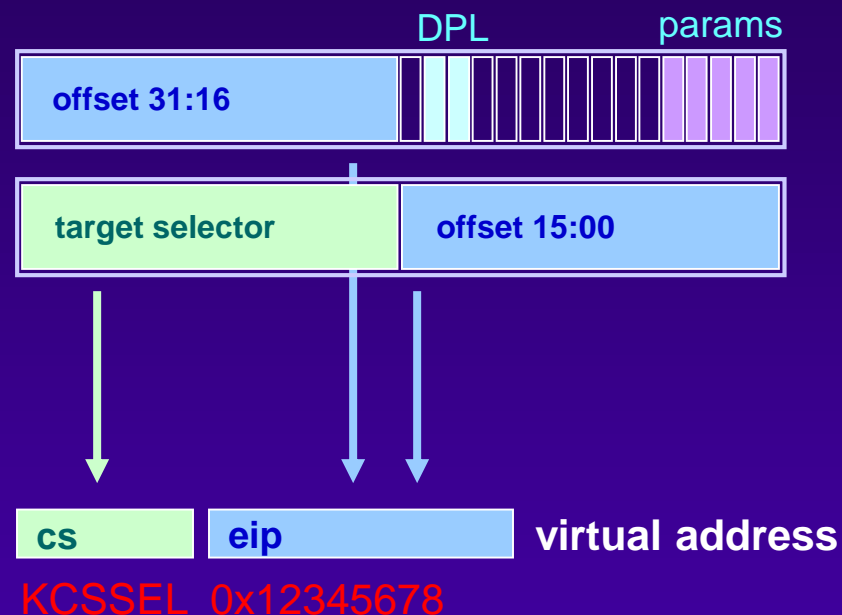 DPL params
offset 31:16
target selector offset 15:00
cs eip virtual address
KCSSEL 0x12345678